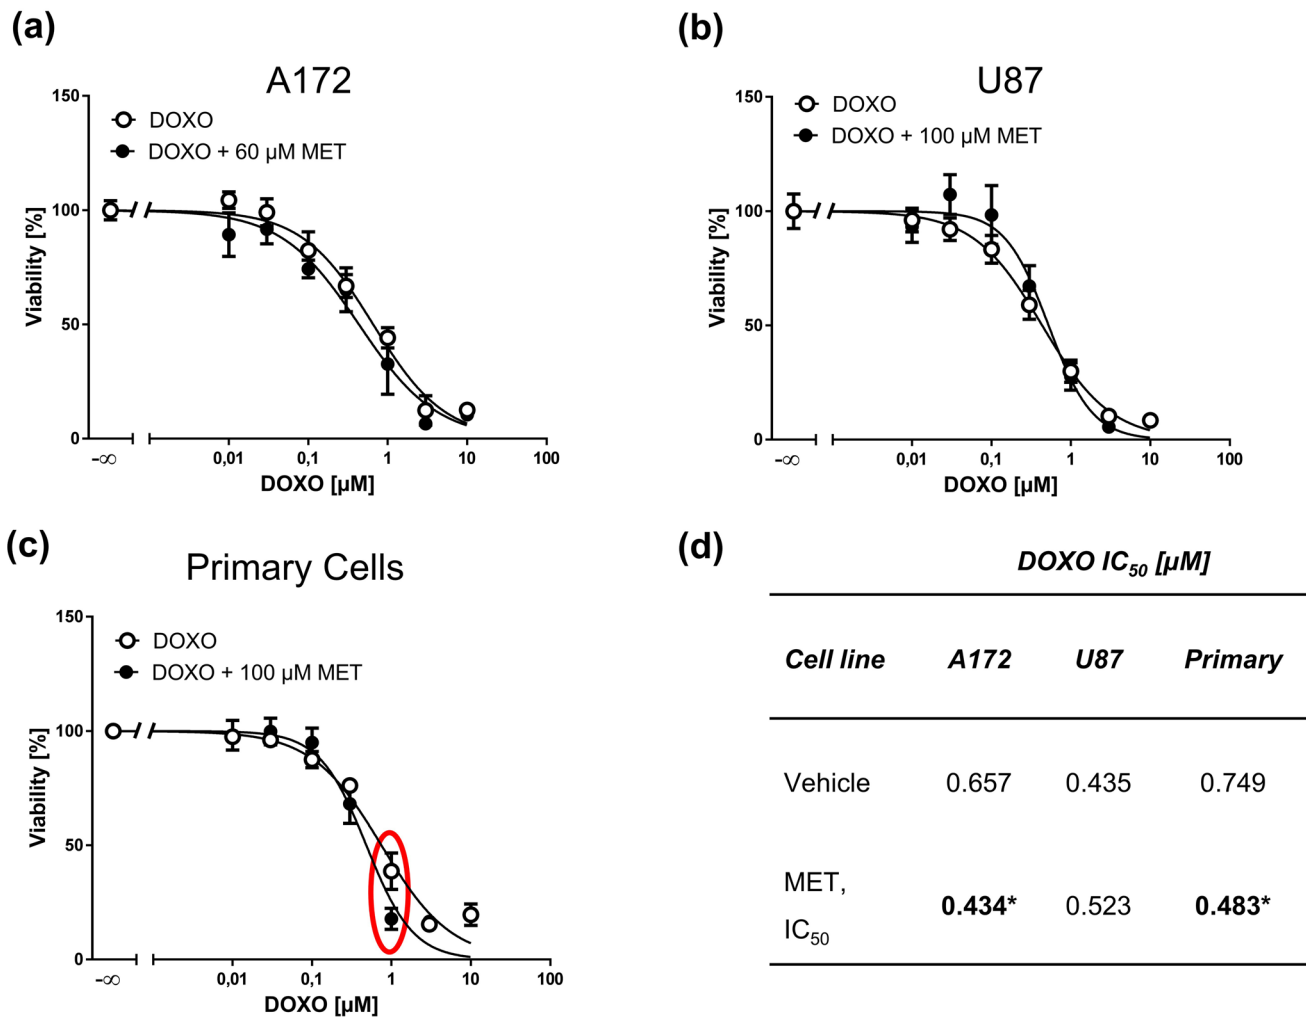 (a)
A172
DOXO
DOXO + 60 µM MET
150
100
50
0
Viability [%]
-∞
0,01
0,1
1
10
100
DOXO [µM]
(b)
U87
DOXO
DOXO + 100 µM MET
150
100
50
0
Viability [%]
-∞
0,01
0,1
1
10
100
DOXO [µM]
(c)
Primary Cells
DOXO
DOXO + 100 µM MET
150
100
50
0
Viability [%]
-∞
0,01
0,1
1
10
100
DOXO [µM]
(d)
DOXO IC50 [µM]
Cell line A172 U87 Primary
Vehicle 0.657 0.435 0.749
MET,
IC50 0.434* 0.523 0.483*